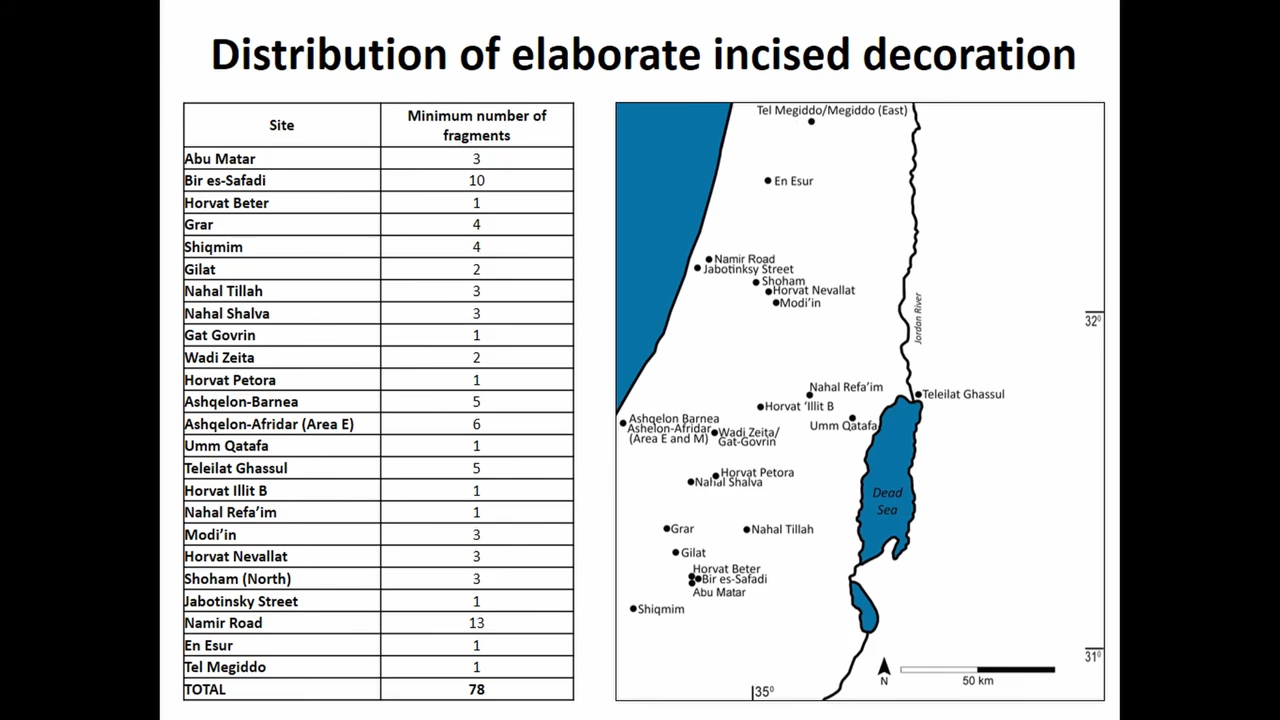 Distribution of elaborate incised decoration
Site
Minimum number of
fragments
Abu Matar 3
Bir es-Safadi 10
Horvat Beter 1
Grar 4
Shiqmim 4
Gilat 2
Nahal Tillah 3
Nahal Shalva 3
Gat Govrin 1
Wadi Zeita 2
Horvat Petora 1
Ashqelon-Barnea 5
Ashqelon-Afridar (Area E) 6
Umm Qatafa 1
Teleilat Ghassul 5
Horvat Illit B 1
Nahal Refa’im 1
Modi’in 3
Horvat Nevallat 3
Shoham (North) 3
Jabotinsky Street 1
Namir Road 13
En Esur 1
Tel Megiddo 1
TOTAL 78
Tel Megiddo/Megiddo (East)
En Esur
Namir Road
Jabotinksy Street
Shoham
Horvat Nevallat
Modi’in
Jordan River
32⁰
Nahal Refa’im
Teleilat Ghassul
Horvat ‘Illit B
Ashqelon Barnea
Ashelon-Afridar
(Area E and M)
Wadi Zeita/
Gat-Govrin
Umm Qatafa
Horvat Petora
Nahal Shalva
Dead
Sea
Grar
Nahal Tillah
Gilat
Horvat Beter
Bir es-Safadi
Abu Matar
Shiqmim
31⁰
N
50 km
35⁰